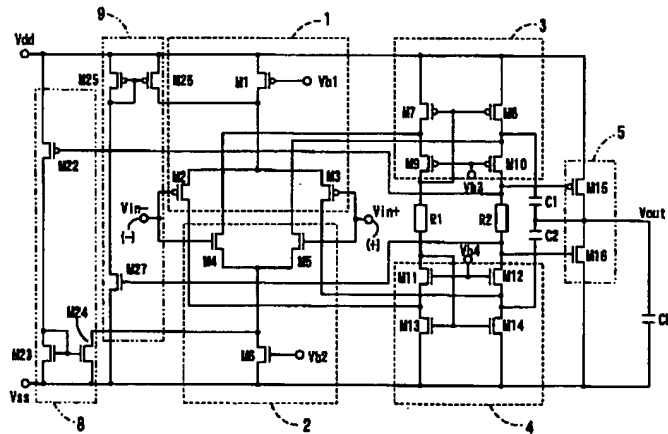 9
1
3
Vdd
M25
M26
M1
Vb1
M7
M8
5
M22
M9
M10
Vb3
M15
M2
M3
C1
Vin-
(-)
Vin+
(+)
R1
R2
Vout
C2
M4
M5
M16
Vb4
M27
M11
M12
M24
M13
M14
M23
M6
Vb2
Vss
8
2
4